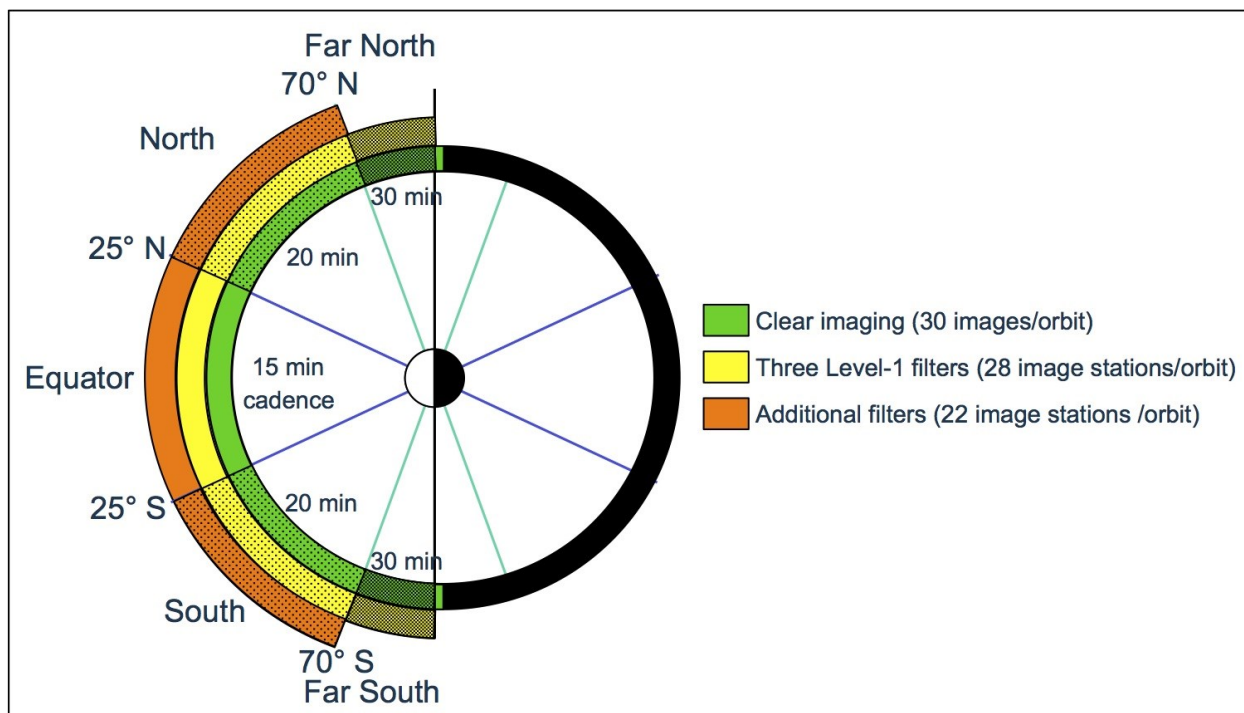 Far North
70° N
North
30 min
25° N
20 min
Clear imaging (30 images/orbit)
Three Level-1 filters (28 image stations/orbit)
Additional filters (22 image stations /orbit)
Equator
15 min
cadence
25° S
20 min
30 min
South
70° S
Far South